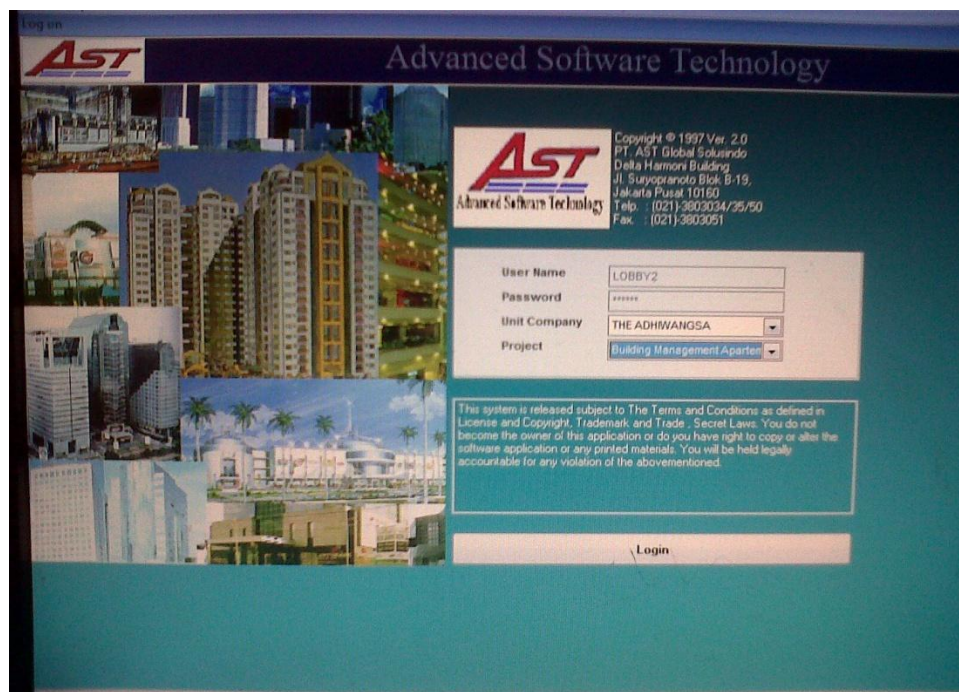 Log on
AST
Advanced Software Technology
AST
Advanced Software Technology
Copyright © 1997 Ver. 2.0
PT. AST Global Solusindo
Delta Harmoni Building
Jl. Suryopranoto Blok B-19,
Jakarta Pusat 10160
Telp. : (021)-3803034/35/50
Fax. : (021)-3803051
User Name LOBBY2
Password ******
Unit Company THE ADHIWANGSA
Project Building Management Apartem
This system is released subject to The Terms and Conditions as defined in
License and Copyright, Trademark and Trade , Secret Laws. You do not
become the owner of this application or do you have right to copy or alter the
software application or any printed materials. You will be held legally
accountable for any violation of the abovementioned.
Login